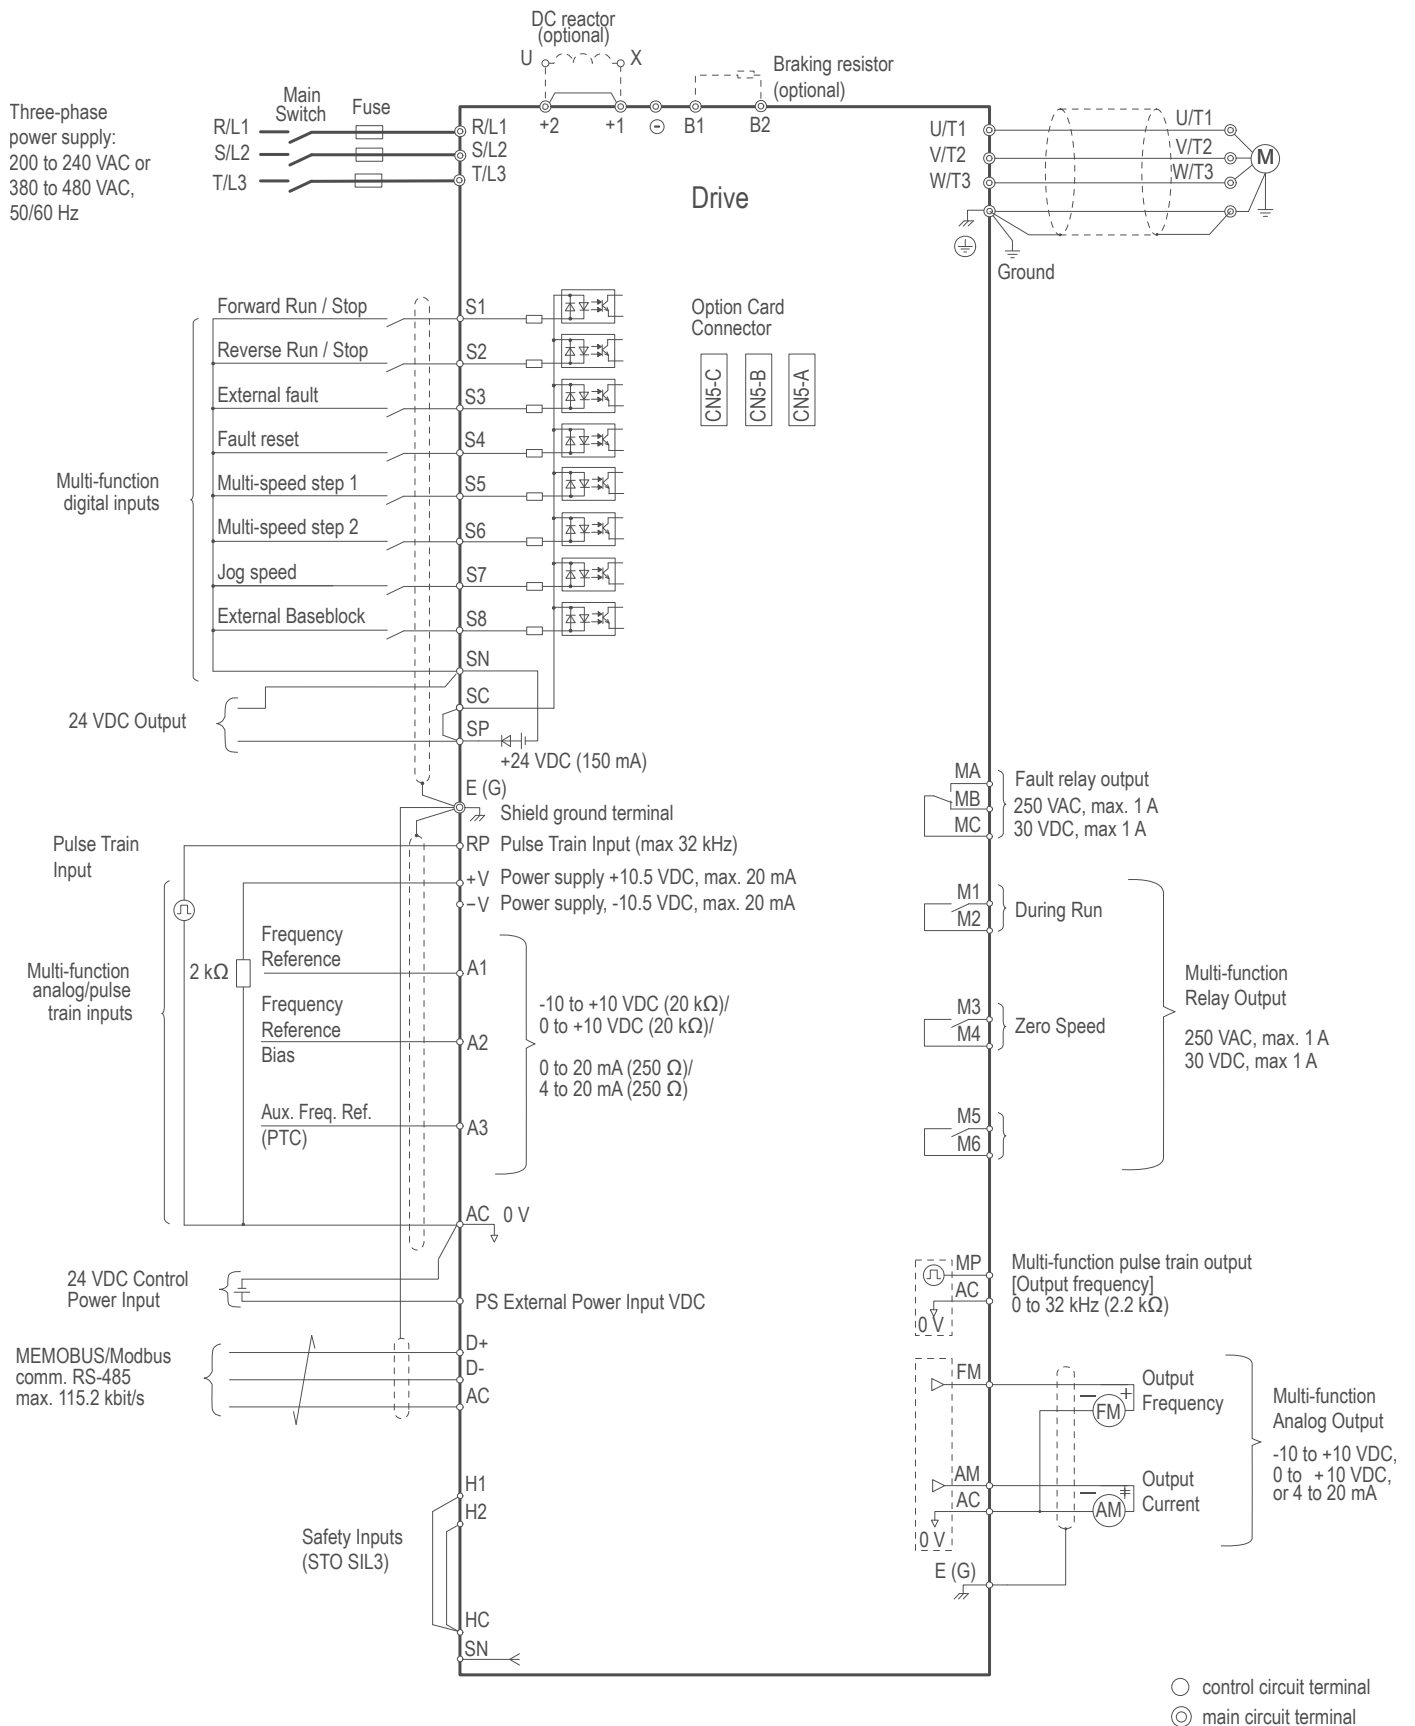 DC reactor
(optional)
U
X
Braking resistor
(optional)
Three-phase
power supply:
200 to 240 VAC or
380 to 480 VAC,
50/60 Hz
Main
Switch
Fuse
R/L1
S/L2
T/L3
R/L1
S/L2
T/L3
+2
+1
−
B1
B2
Drive
U/T1
V/T2
W/T3
U/T1
V/T2
W/T3
M
Ground
Option Card
Connector
CN5-C
CN5-B
CN5-A
Multi-function
digital inputs
Forward Run / Stop
S1
Reverse Run / Stop
S2
External fault
S3
Fault reset
S4
Multi-speed step 1
S5
Multi-speed step 2
S6
Jog speed
S7
External Baseblock
S8
SN
SC
SP
24 VDC Output
+24 VDC (150 mA)
E (G)
Shield ground terminal
Pulse Train
Input
RP
Pulse Train Input (max 32 kHz)
+V
Power supply +10.5 VDC, max. 20 mA
−V
Power supply, -10.5 VDC, max. 20 mA
Multi-function
analog/pulse
train inputs
2 kΩ
Frequency
Reference
A1
Frequency
Reference
Bias
A2
Aux. Freq. Ref.
(PTC)
A3
-10 to +10 VDC (20 kΩ)/
0 to +10 VDC (20 kΩ)/
0 to 20 mA (250 Ω)/
4 to 20 mA (250 Ω)
AC
0 V
24 VDC Control
Power Input
PS External Power Input VDC
MEMOBUS/Modbus
comm. RS-485
max. 115.2 kbit/s
D+
D-
AC
H1
H2
Safety Inputs
(STO SIL3)
HC
SN
MA
MB
MC
Fault relay output
250 VAC, max. 1 A
30 VDC, max 1 A
M1
M2
During Run
M3
M4
Zero Speed
M5
M6
Multi-function
Relay Output
250 VAC, max. 1 A
30 VDC, max 1 A
MP
AC
0 V
Multi-function pulse train output
[Output frequency]
0 to 32 kHz (2.2 kΩ)
FM
−
+
FM
Output
Frequency
AM
AC
0 V
−
+
AM
Output
Current
E (G)
Multi-function
Analog Output
-10 to +10 VDC,
0 to +10 VDC,
or 4 to 20 mA
control circuit terminal
main circuit terminal